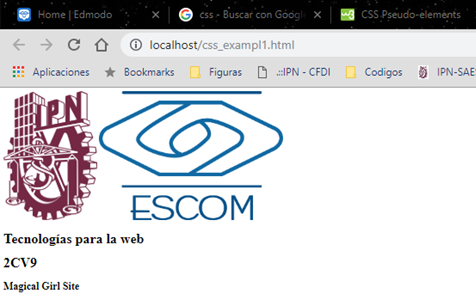 Home | Edmodo
css - Buscar con Googl
CSS Pseudo-elements
localhost/css_exampl1.html
Aplicaciones
Bookmarks
Figuras
.::IPN - CFDI
Codigos
IPN-SAE
IPN
ESCOM
Tecnologías para la web
2CV9
Magical Girl Site